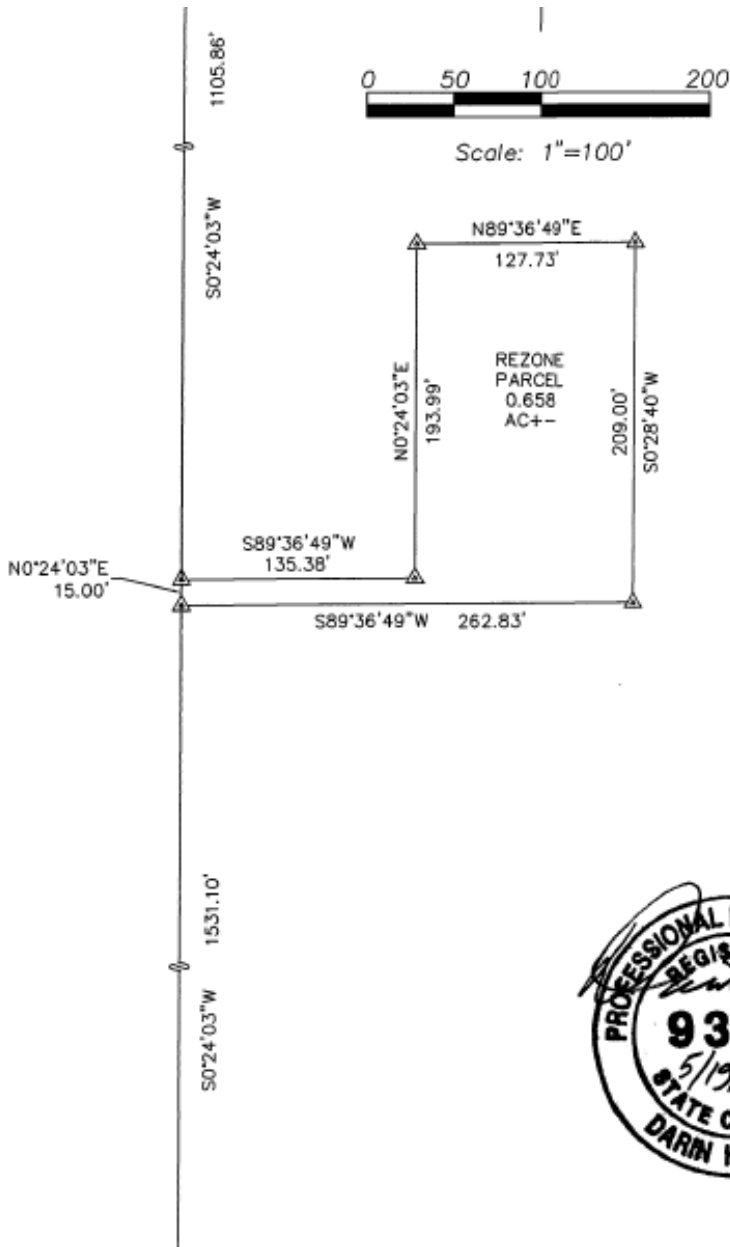 1105.86'
0 50 100 200
Scale: 1"=100'
S0°24'03"W
N89°36'49"E
127.73'
N0°24'03"E
193.99'
REZONE
PARCEL
0.658
AC+-
209.00'
S0°28'40"W
S89°36'49"W
135.38'
N0°24'03"E
15.00'
S89°36'49"W 262.83'
1531.10'
S0°24'03"W
PROFESSIONAL
93
5/19
STATE
DARIN